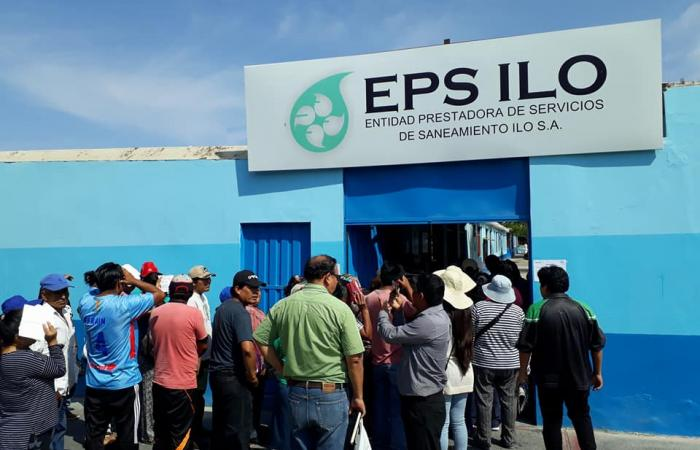 EPS ILO
ENTIDAD PRESTADORA DE SERVICIOS
DE SANEAMIENTO ILO S.A.